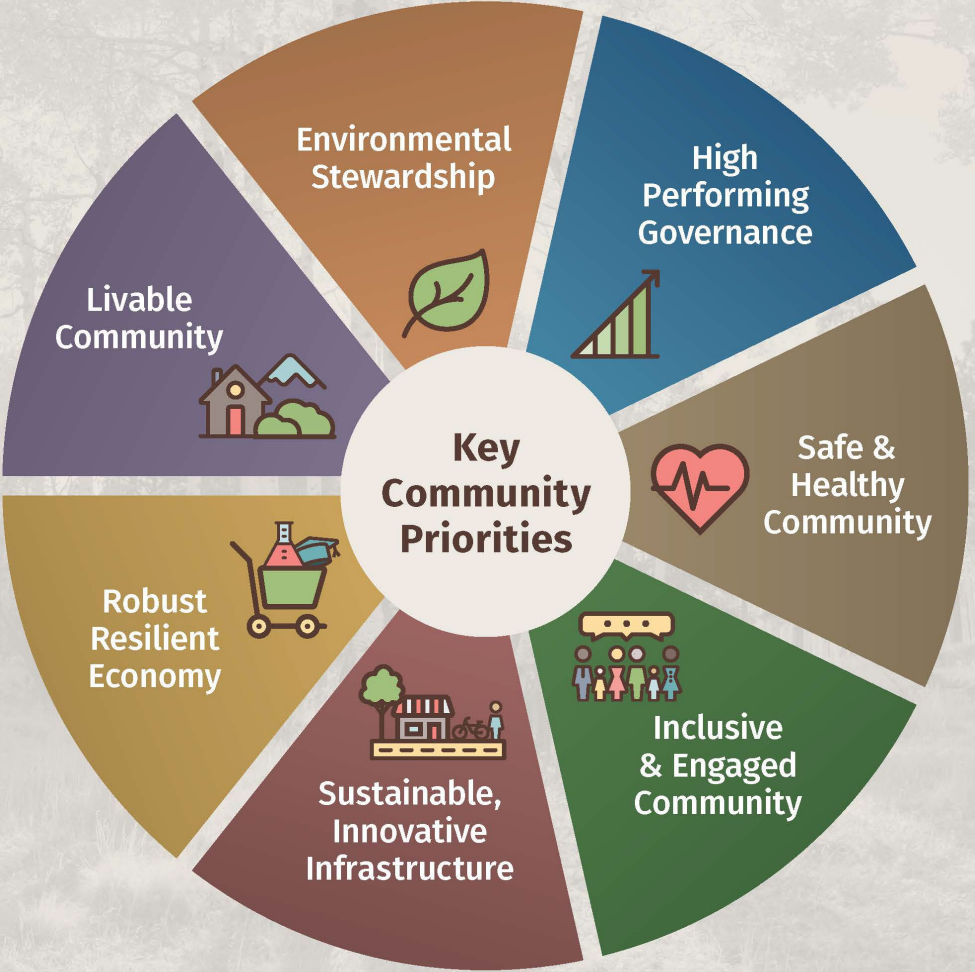 Environmental
Stewardship
High
Performing
Governance
Safe &
Healthy
Community
Inclusive
& Engaged
Community
Sustainable,
Innovative
Infrastructure
Robust
Resilient
Economy
Livable
Community
Key
Community
Priorities